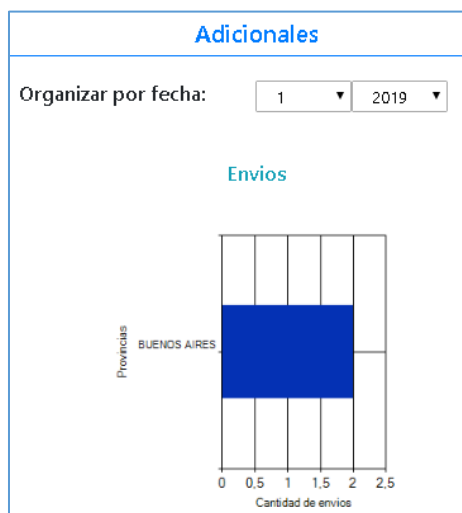 Adicionales
Organizar por fecha: 1 2019
Envios
Provincias
BUENOS AIRES
0 0,5 1 1,5 2 2,5
Cantidad de envios